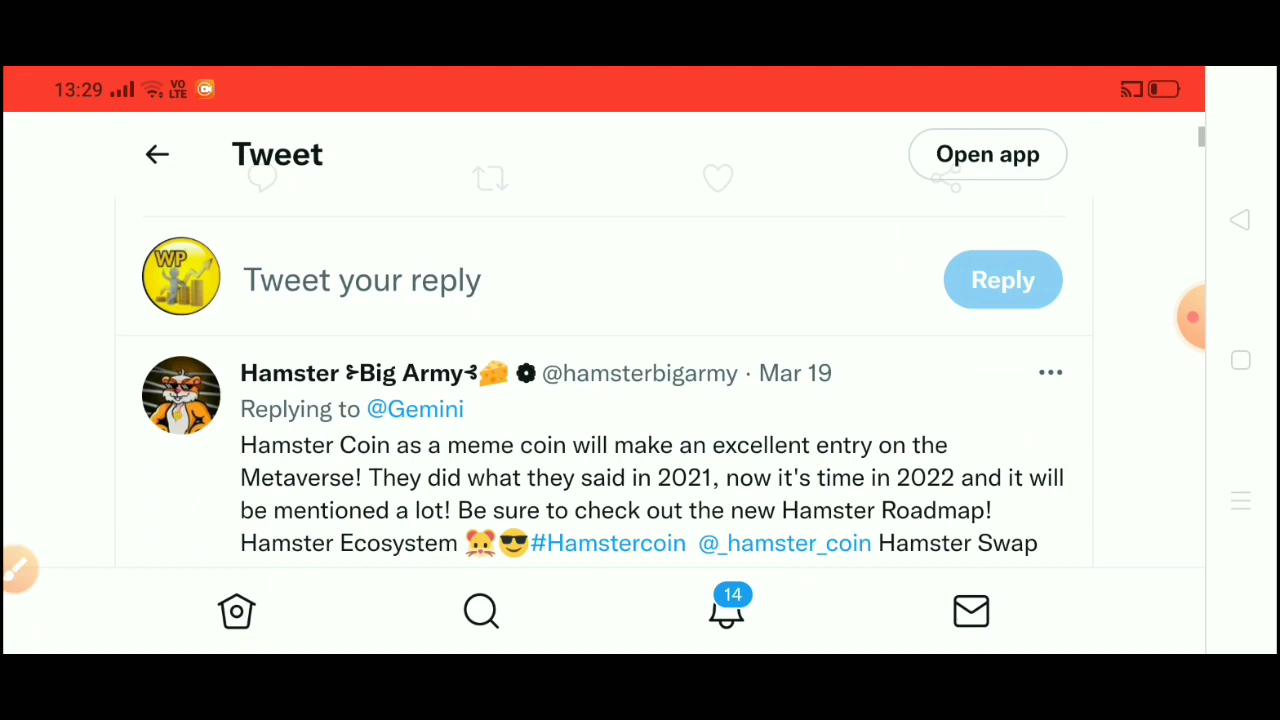 13:29 VO LTE
Tweet Open app
WP
Tweet your reply Reply
Hamster ⊱Big Army⊰🧀 @hamsterbigarmy · Mar 19
Replying to @Gemini
Hamster Coin as a meme coin will make an excellent entry on the
Metaverse! They did what they said in 2021, now it's time in 2022 and it will
be mentioned a lot! Be sure to check out the new Hamster Roadmap!
Hamster Ecosystem 🐹😎#Hamstercoin @_hamster_coin Hamster Swap
14